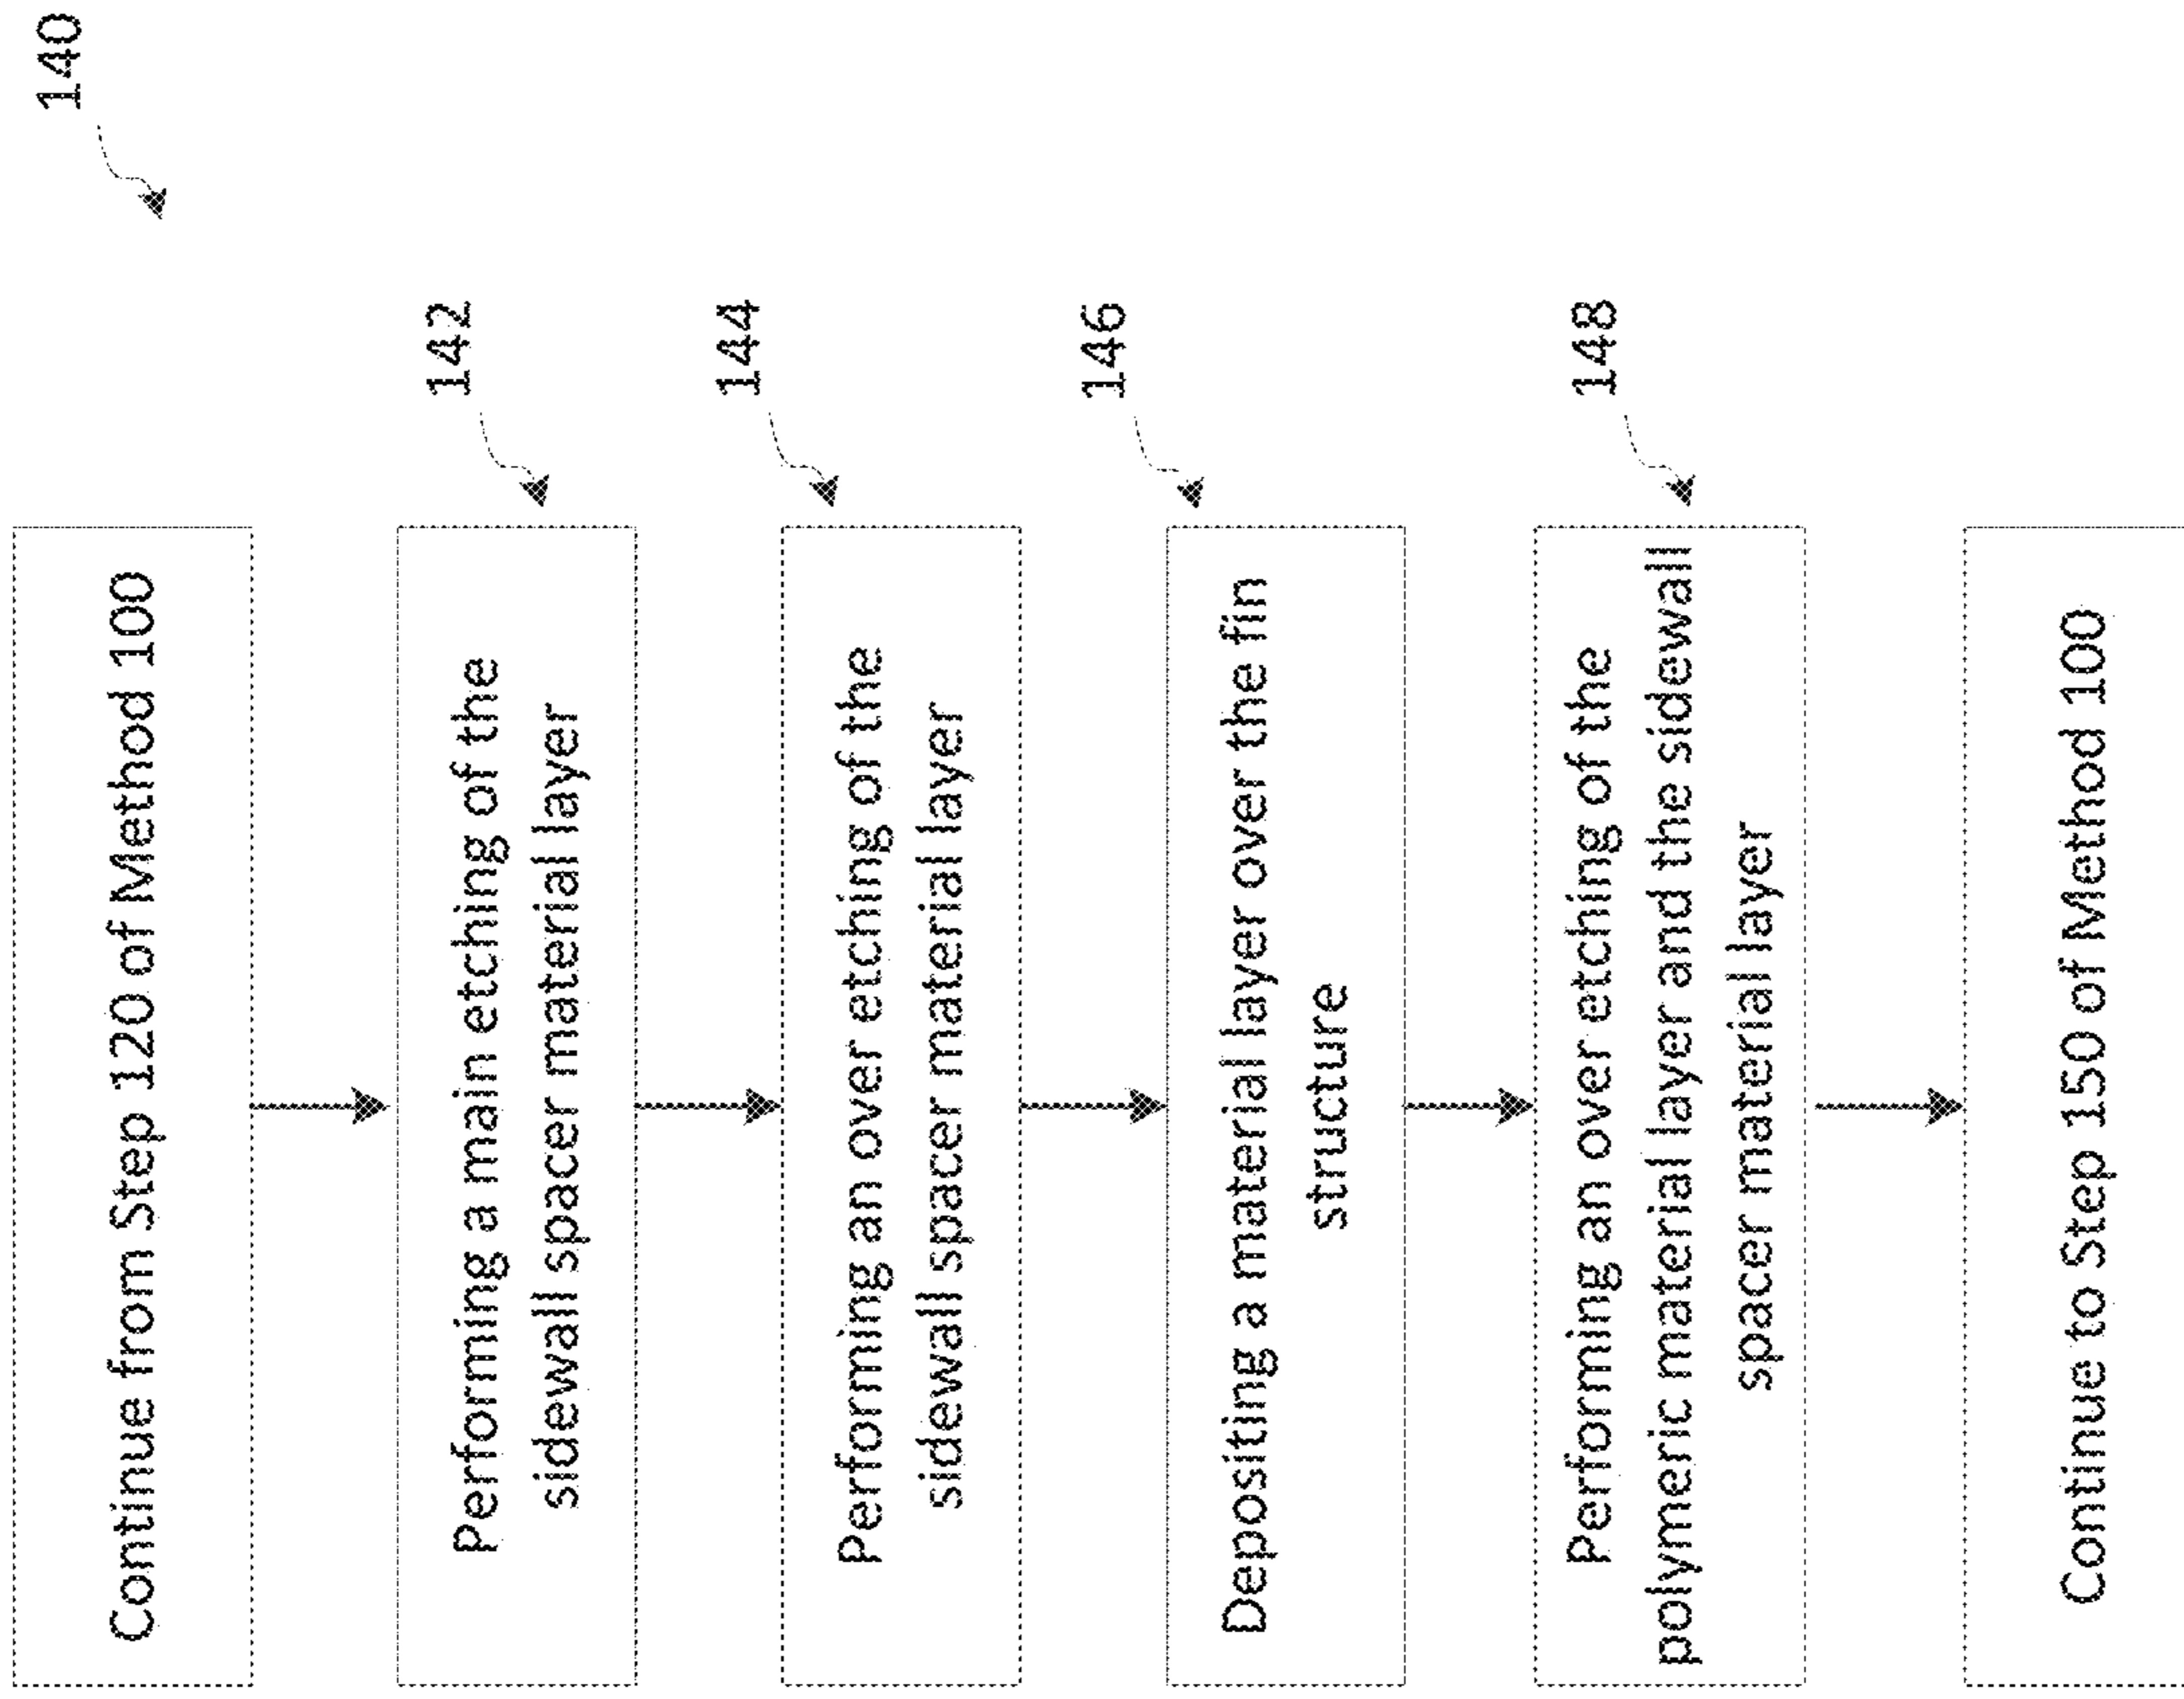 140
Continue from Step 120 of Method 100
142
Performing a main etching of the
sidewall spacer material layer
144
Performing an over etching of the
sidewall spacer material layer
146
Depositing a material layer over the fin
structure
148
Performing an over etching of the
polymeric material layer and the sidewall
spacer material layer
Continue to Step 150 of Method 100